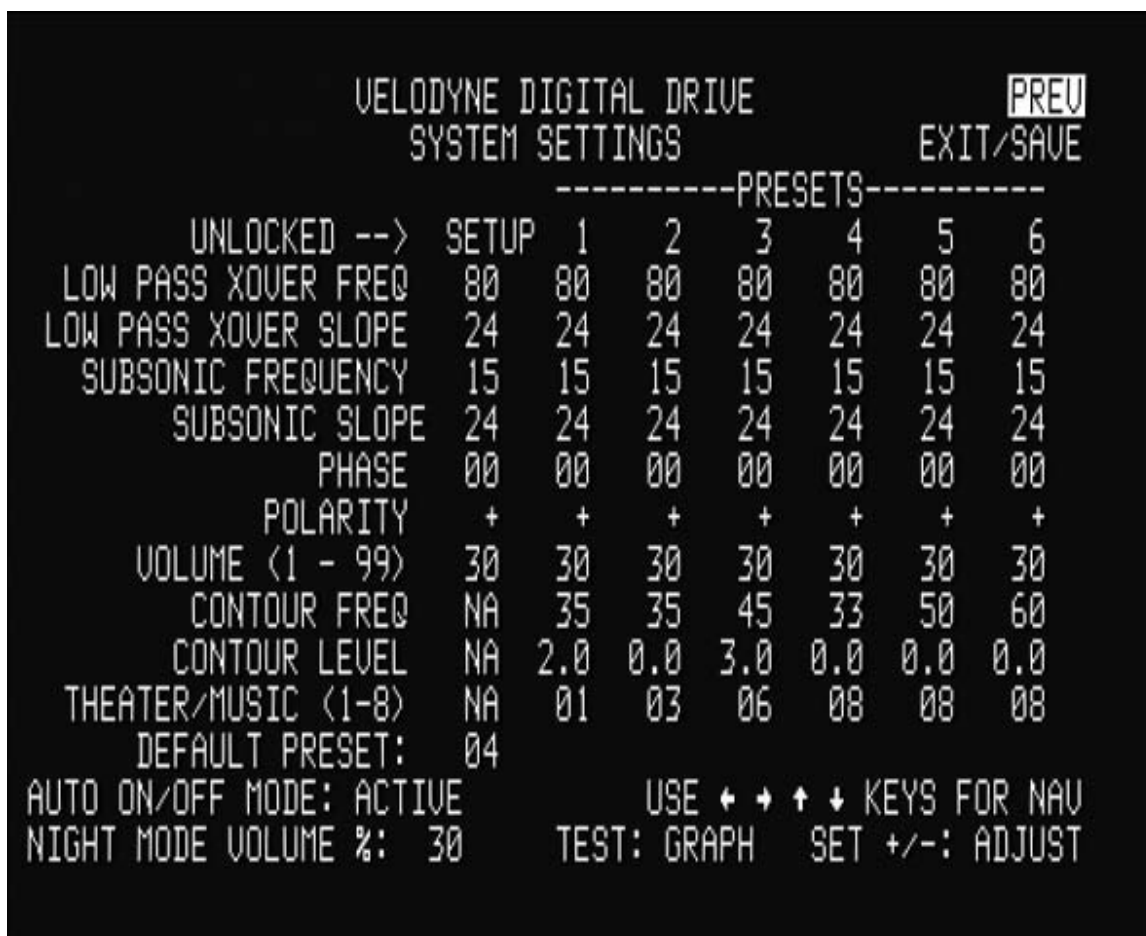 VELODYNE DIGITAL DRIVE PREV
SYSTEM SETTINGS EXIT/SAVE
----------PRESETS----------
UNLOCKED --> SETUP 1 2 3 4 5 6
LOW PASS XOVER FREQ 80 80 80 80 80 80 80
LOW PASS XOVER SLOPE 24 24 24 24 24 24 24
SUBSONIC FREQUENCY 15 15 15 15 15 15 15
SUBSONIC SLOPE 24 24 24 24 24 24 24
PHASE 00 00 00 00 00 00 00
POLARITY + + + + + + +
VOLUME (1 - 99) 30 30 30 30 30 30 30
CONTOUR FREQ NA 35 35 45 33 50 60
CONTOUR LEVEL NA 2.0 0.0 3.0 0.0 0.0 0.0
THEATER/MUSIC (1-8) NA 01 03 06 08 08 08
DEFAULT PRESET: 04
AUTO ON/OFF MODE: ACTIVE USE ← → ↑ ↓ KEYS FOR NAV
NIGHT MODE VOLUME %: 30 TEST: GRAPH SET +/-: ADJUST